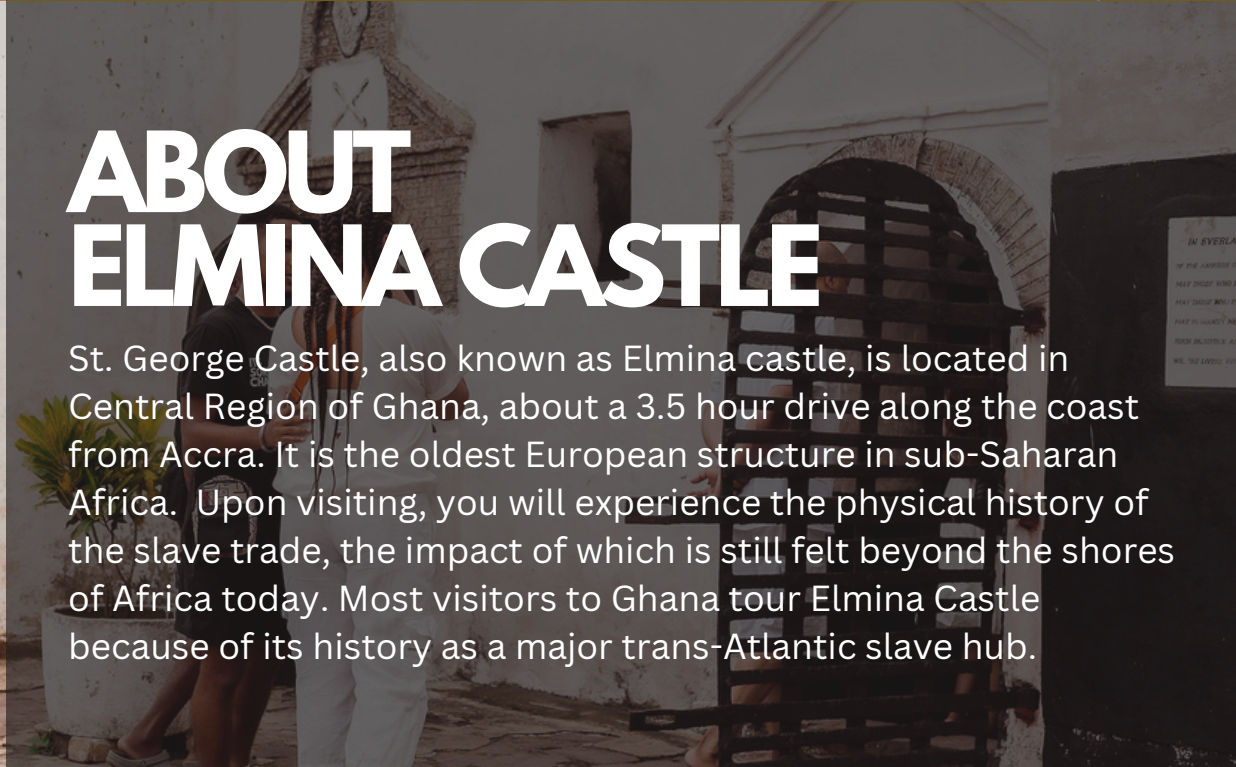 ABOUT
ELMINA CASTLE
St. George Castle, also known as Elmina castle, is located in
Central Region of Ghana, about a 3.5 hour drive along the coast
from Accra. It is the oldest European structure in sub-Saharan
Africa.  Upon visiting, you will experience the physical history of
the slave trade, the impact of which is still felt beyond the shores
of Africa today. Most visitors to Ghana tour Elmina Castle
because of its history as a major trans-Atlantic slave hub.
IN EVERLA